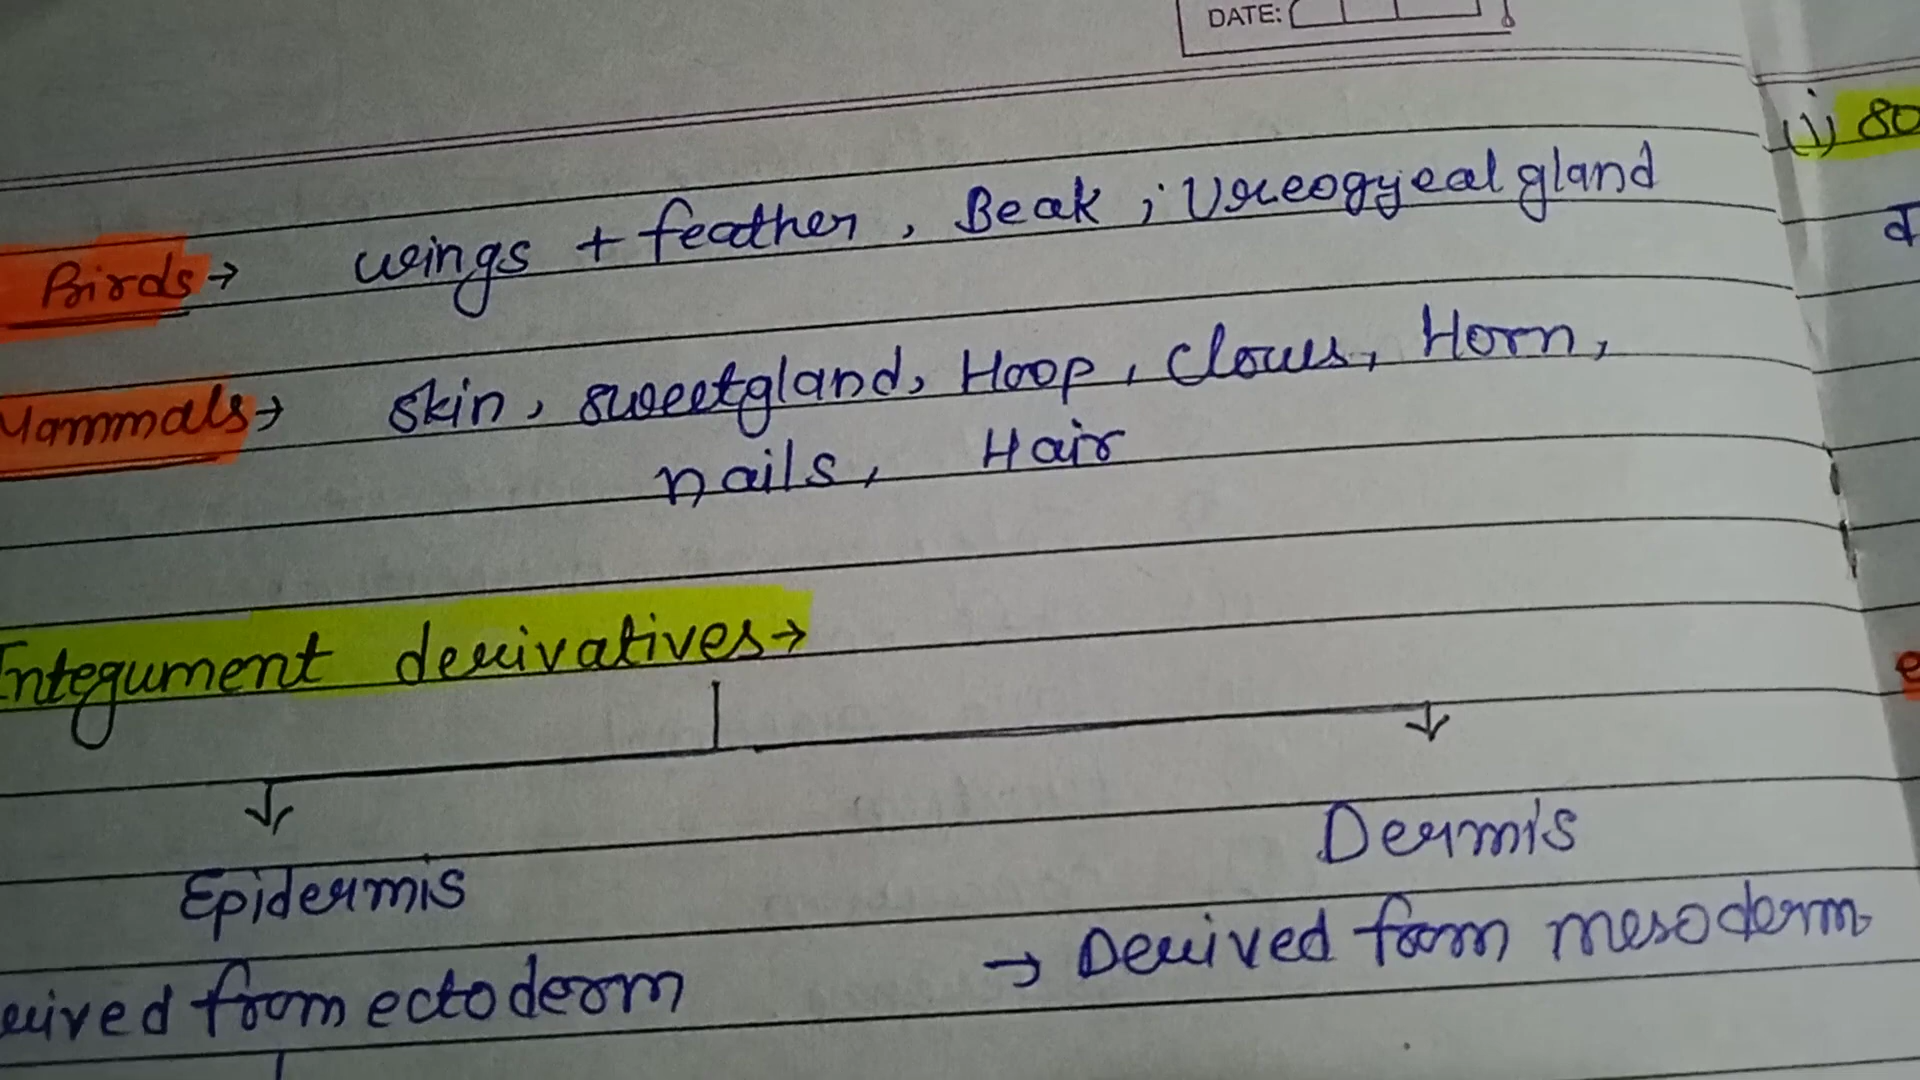 DATE:
Birds→ wings + feather, Beak ; Ureogyeal gland
Mammals→ skin, sweetgland, Hoop, Clows, Horn,
nails, Hair
Integument derivatives→
Epidermis
Dermis
erived from ectoderm
→ Derived from mesoderm
(i) so